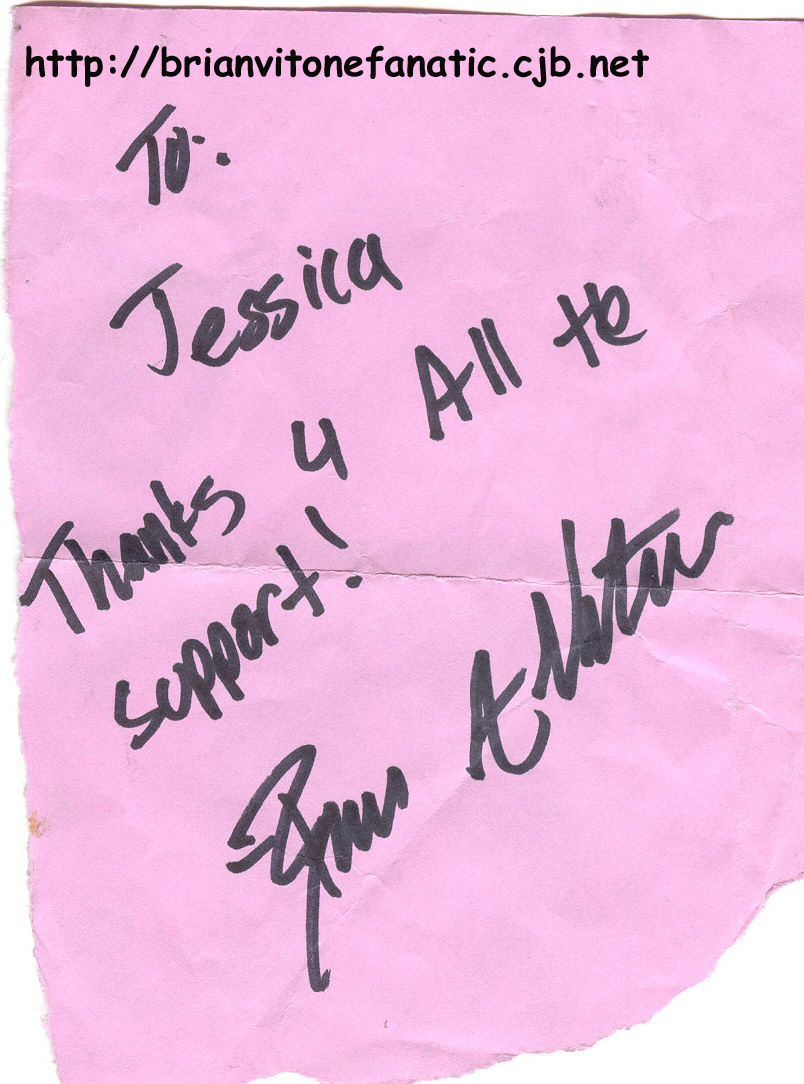 http://brianvitonefanatic.cjb.net
To:
Jessica
Thanks 4 All the
support!